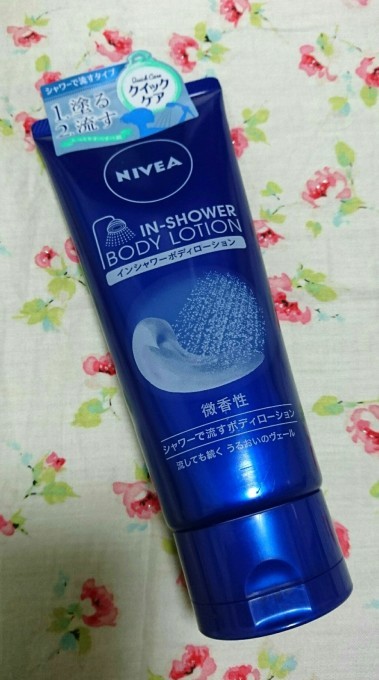 シャワーで流すタイプ
1.塗る
2.流す
Quick Care
クイック
ケア
NIVEA
IN-SHOWER
BODY LOTION
インシャワーボディローション
微香性
シャワーで流すボディローション
流しても続く うるおいのヴェール